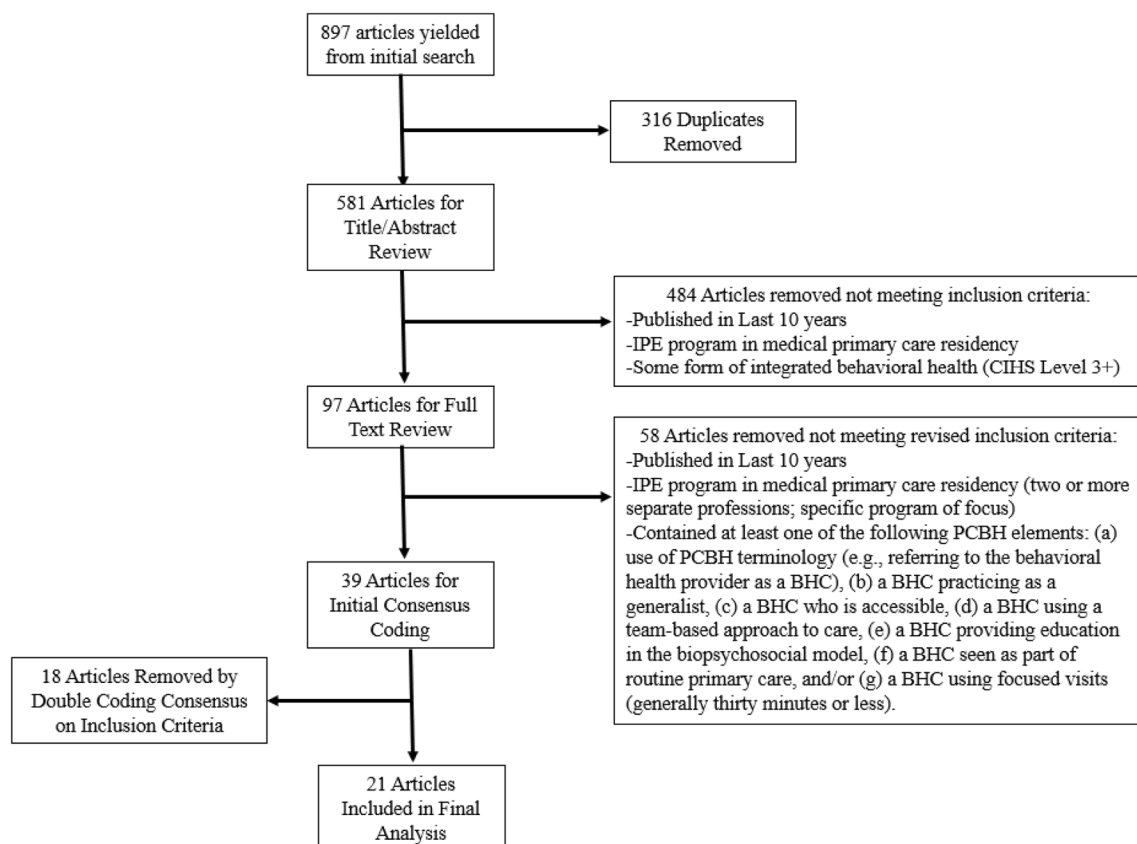 897 articles yielded
from initial search
316 Duplicates
Removed
581 Articles for
Title/Abstract
Review
484 Articles removed not meeting inclusion criteria:
-Published in Last 10 years
-IPE program in medical primary care residency
-Some form of integrated behavioral health (CIHS Level 3+)
97 Articles for Full
Text Review
58 Articles removed not meeting revised inclusion criteria:
-Published in Last 10 years
-IPE program in medical primary care residency (two or more
separate professions; specific program of focus)
-Contained at least one of the following PCBH elements: (a)
use of PCBH terminology (e.g., referring to the behavioral
health provider as a BHC), (b) a BHC practicing as a
generalist, (c) a BHC who is accessible, (d) a BHC using a
team-based approach to care, (e) a BHC providing education
in the biopsychosocial model, (f) a BHC seen as part of
routine primary care, and/or (g) a BHC using focused visits
(generally thirty minutes or less).
39 Articles for
Initial Consensus
Coding
18 Articles Removed by
Double Coding Consensus
on Inclusion Criteria
21 Articles
Included in Final
Analysis